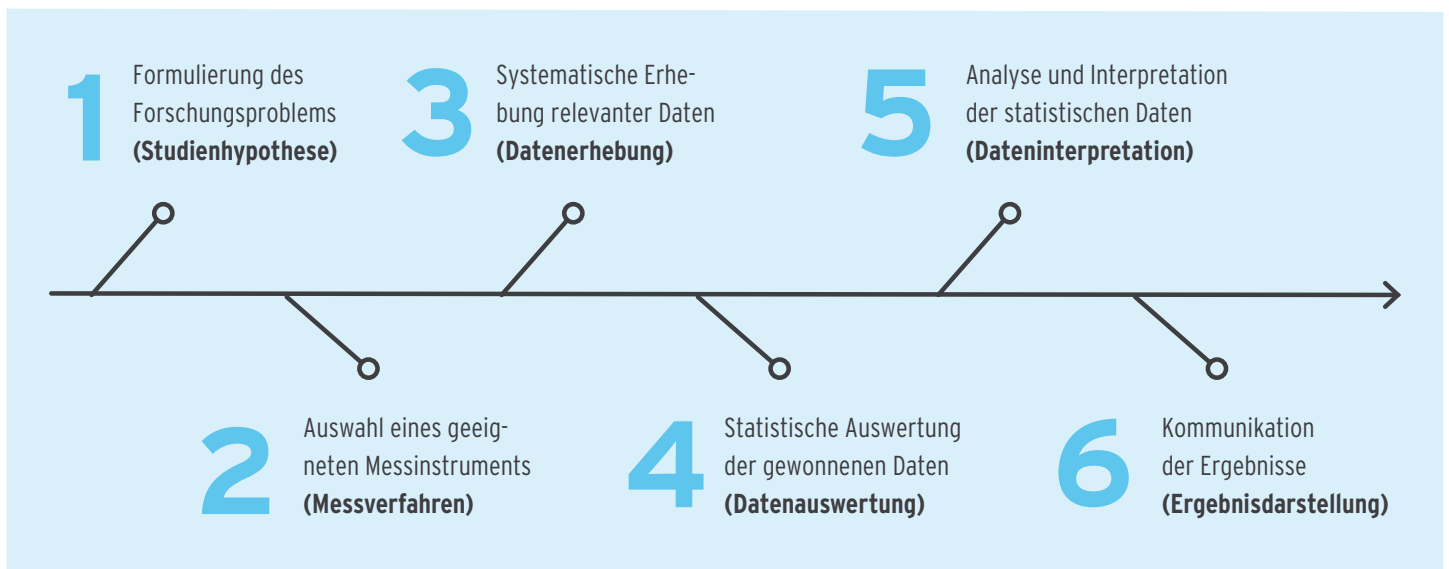 1
Formulierung des
Forschungsproblems
(Studienhypothese)
2
Auswahl eines geeig-
neten Messinstruments
(Messverfahren)
3
Systematische Erhe-
bung relevanter Daten
(Datenerhebung)
4
Statistische Auswertung
der gewonnenen Daten
(Datenauswertung)
5
Analyse und Interpretation
der statistischen Daten
(Dateninterpretation)
6
Kommunikation
der Ergebnisse
(Ergebnisdarstellung)